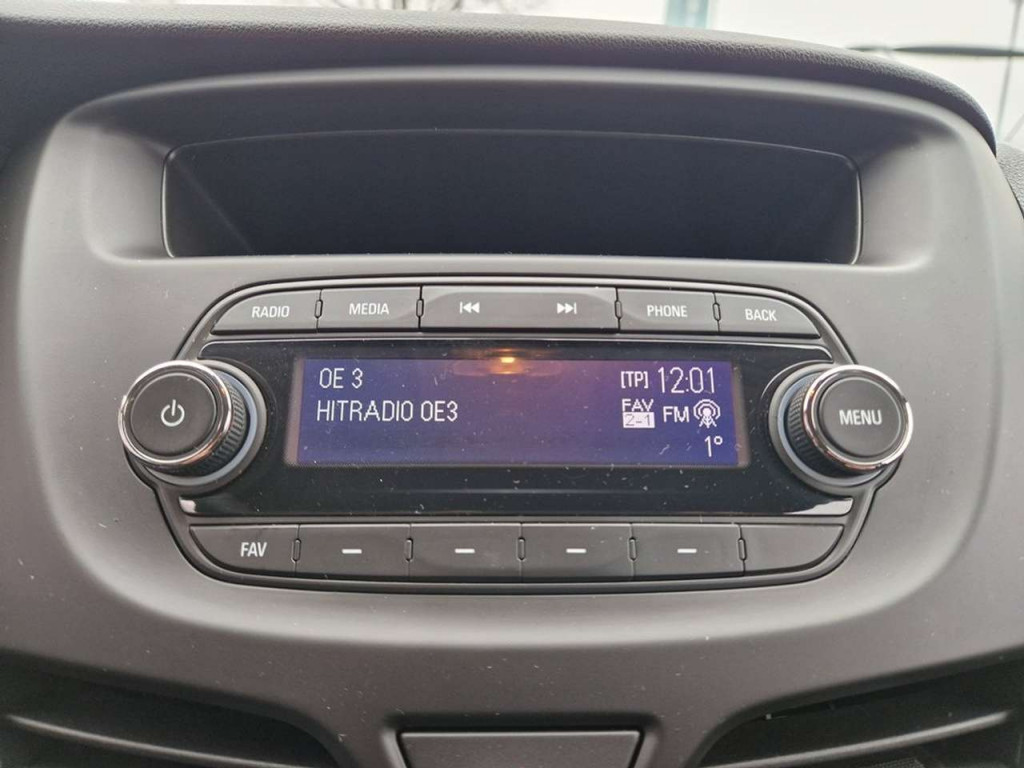 RADIO MEDIA PHONE BACK
OE 3 [TP] 12:01
HITRADIO OE3 FAV 2-1 FM
1°
MENU
FAV